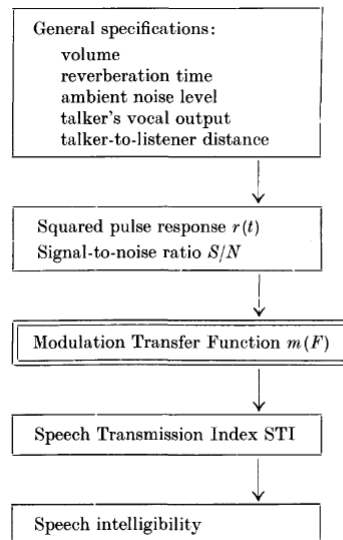 General specifications:
volume
reverberation time
ambient noise level
talker's vocal output
talker-to-listener distance
Squared pulse response r(t)
Signal-to-noise ratio S/N
Modulation Transfer Function m(F)
Speech Transmission Index STI
Speech intelligibility